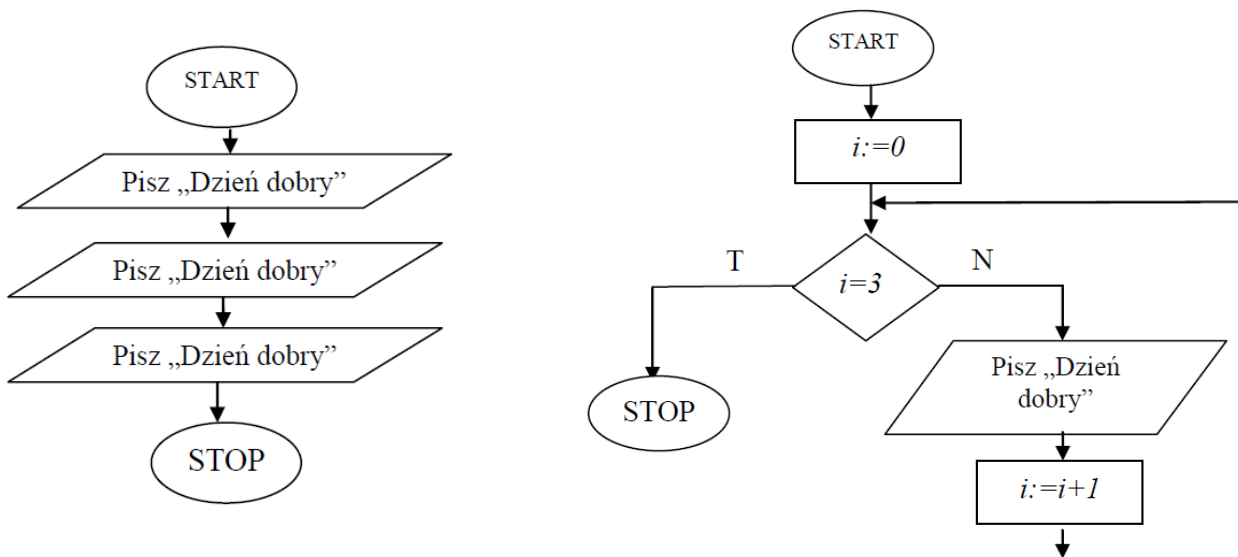 START
Pisz „Dzień dobry”
Pisz „Dzień dobry”
Pisz „Dzień dobry”
STOP
START
i:=0
T
i=3
N
STOP
Pisz „Dzień
dobry”
i:=i+1